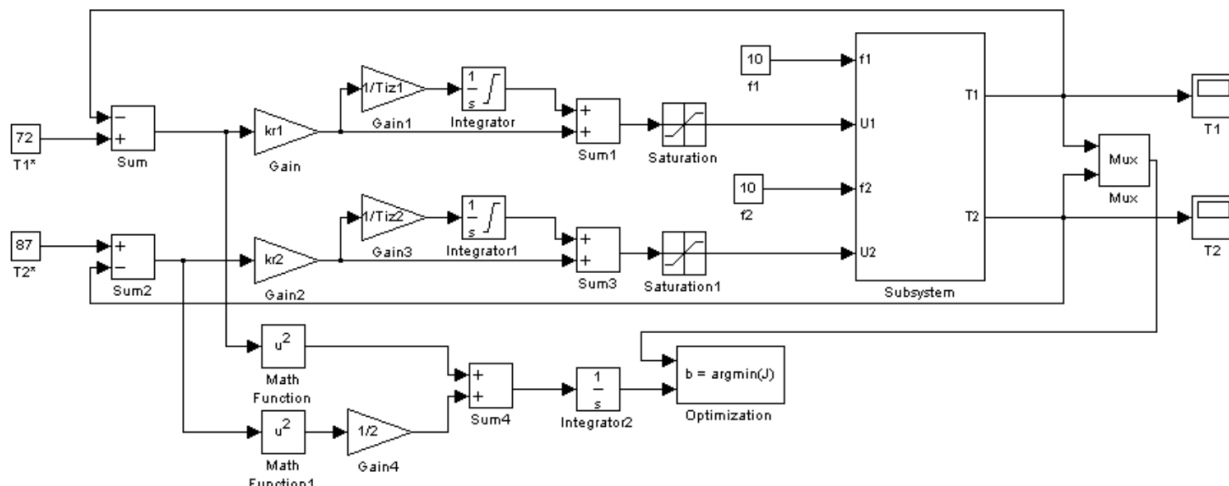 72
T1*
−
+
Sum
kr1
Gain
1/Tiz1
Gain1
1
s
Integrator
+
+
Sum1
Saturation
10
f1
10
f2
f1
U1
f2
U2
T1
T2
Subsystem
T1
Mux
Mux
T2
87
T2*
+
−
Sum2
kr2
Gain2
1/Tiz2
Gain3
1
s
Integrator1
+
+
Sum3
Saturation1
u2
Math
Function
u2
Math
Function1
1/2
Gain4
+
+
Sum4
1
s
Integrator2
b = argmin(J)
Optimization